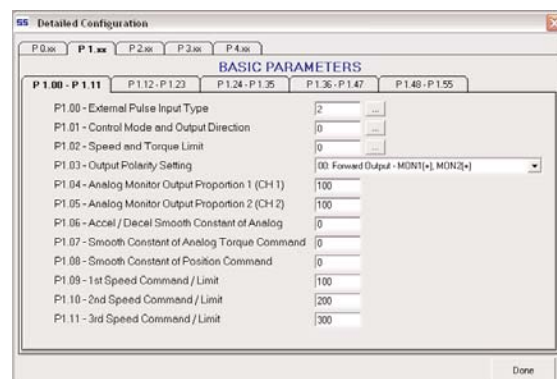 SS Detailed Configuration
P 0.xx P 1.xx P 2.xx P 3.xx P 4.xx
BASIC PARAMETERS
P 1.00 - P 1.11 P 1.12 - P 1.23 P 1.24 - P 1.35 P 1.36 - P 1.47 P 1.48 - P 1.55
P1.00 - External Pulse Input Type 2 ...
P1.01 - Control Mode and Output Direction 0 ...
P1.02 - Speed and Torque Limit 0 ...
P1.03 - Output Polarity Setting 00: Forward Output - MON1(+), MON2(+)
P1.04 - Analog Monitor Output Proportion 1 (CH 1) 100
P1.05 - Analog Monitor Output Proportion 2 (CH 2) 100
P1.06 - Accel / Decel Smooth Constant of Analog 0
P1.07 - Smooth Constant of Analog Torque Command 0
P1.08 - Smooth Constant of Position Command 0
P1.09 - 1st Speed Command / Limit 100
P1.10 - 2nd Speed Command / Limit 200
P1.11 - 3rd Speed Command / Limit 300
Done